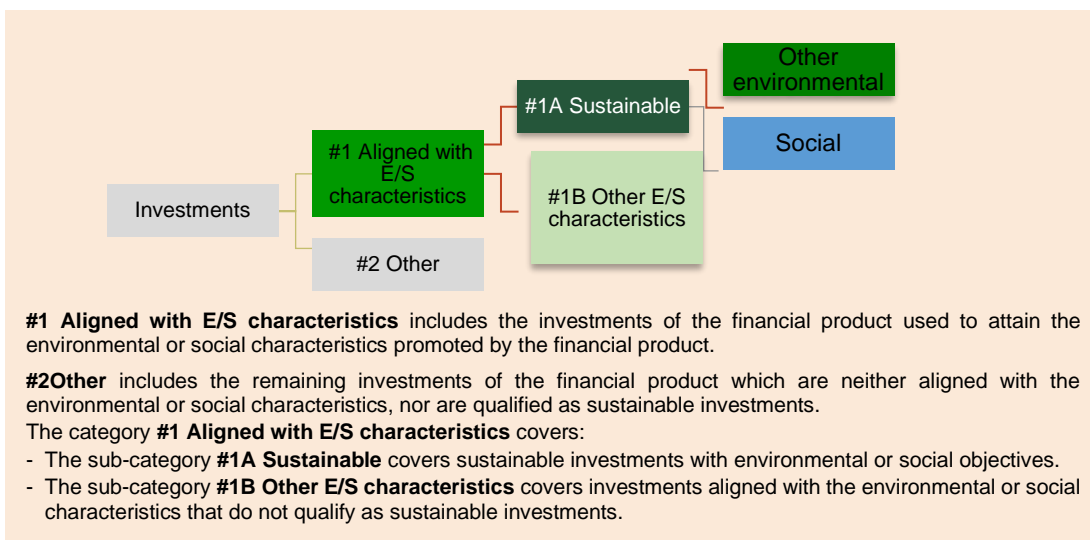 Other
environmental
#1A Sustainable
Social
#1 Aligned with
E/S
characteristics
#1B Other E/S
characteristics
Investments
#2 Other
#1 Aligned with E/S characteristics includes the investments of the financial product used to attain the
environmental or social characteristics promoted by the financial product.
#2Other includes the remaining investments of the financial product which are neither aligned with the
environmental or social characteristics, nor are qualified as sustainable investments.
The category #1 Aligned with E/S characteristics covers:
- The sub-category #1A Sustainable covers sustainable investments with environmental or social objectives.
- The sub-category #1B Other E/S characteristics covers investments aligned with the environmental or social
characteristics that do not qualify as sustainable investments.